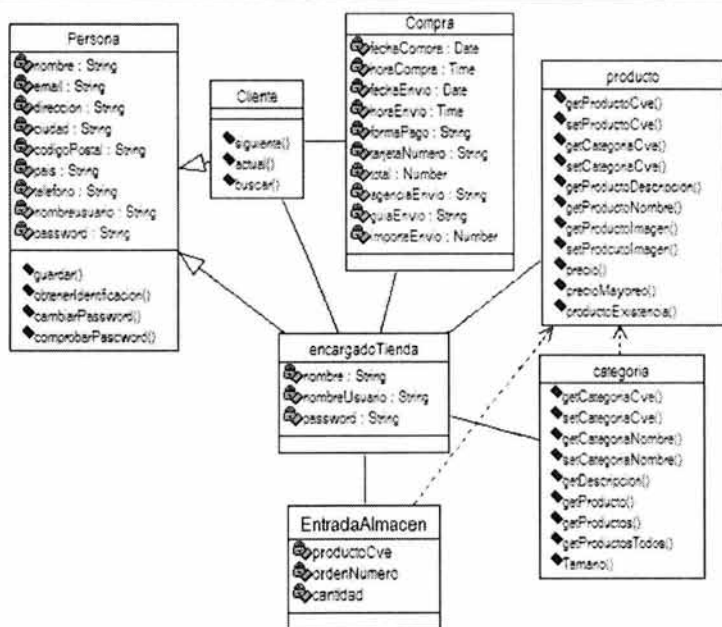 Persona
nombre : String
email : String
direccion : String
ciudad : String
codigoPostal : String
pais : String
telefono : String
nombreusuario : String
password : String
guardar()
obtenerIdentificacion()
cambiarPassword()
comprobarPassword()
Cliente
siguiente()
actual()
buscar()
Compra
fechaCompra : Date
horaCompra : Time
fechaEnvio : Date
horaEnvio : Time
formaPago : String
tarjetaNumero : String
total : Number
agenciaEnvio : String
guiaEnvio : String
importeEnvio : Number
producto
getProductoCve()
setProductoCve()
getCategoriaCve()
setCategoriaCve()
getProductoDescripcion()
getProductoNombre()
getProductoImagen()
setProdcutoImagen()
precio()
precioMayoreo()
productoExistencia()
encargadoTienda
nombre : String
nombreUsuario : String
password : String
categoria
getCategoriaCve()
setCategoriaCve()
getCategoriaNombre()
setCategoriaNombre()
getDescripcion()
getProducto()
getProductos()
getProductosTodos()
Tamano()
EntradaAlmacen
productoCve
ordenNumero
cantidad